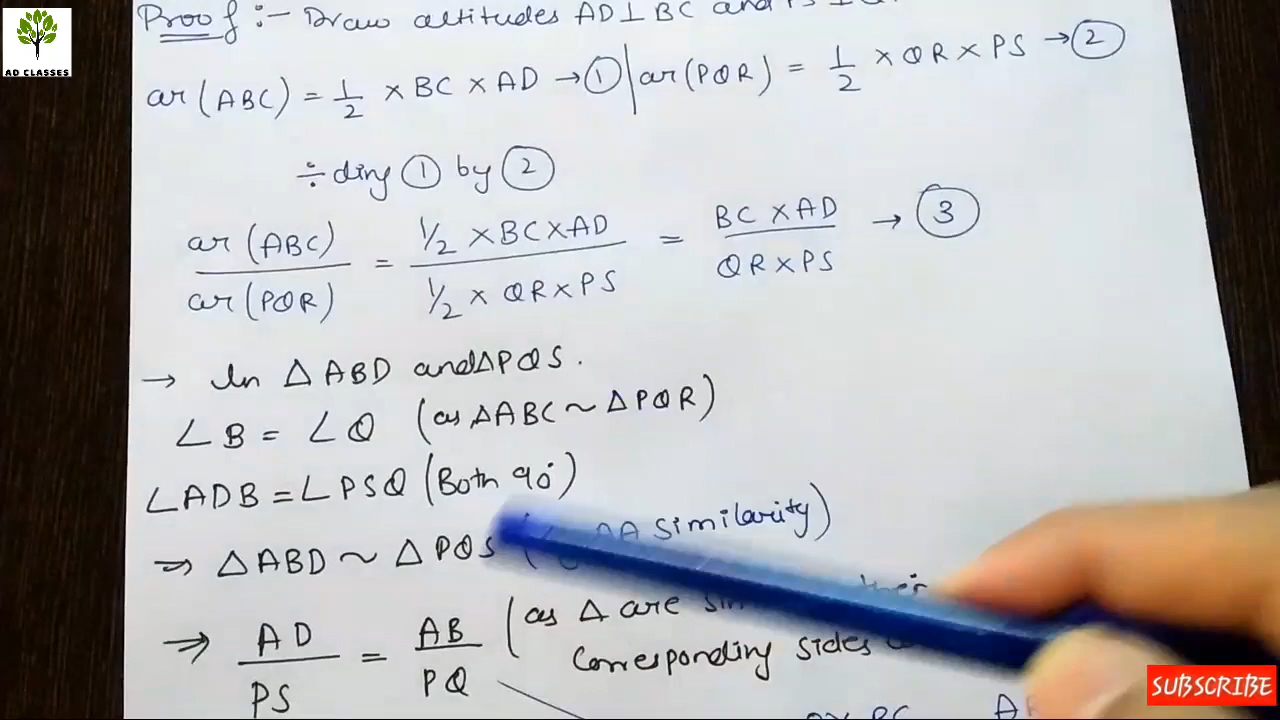 Proof :- Draw altitudes AD ⊥ BC and
ar (ABC) = 1/2 × BC × AD → ① | ar (PQR) = 1/2 × QR × PS → ②
÷ding ① by ②
ar (ABC) / ar (PQR) = 1/2 × BC × AD / 1/2 × QR × PS = BC × AD / QR × PS → ③
→ In △ ABD and △ PQS.
∠B = ∠Q (as △ABC ~ △PQR)
∠ADB = ∠PSQ (Both 90°)
⇒ △ABD ~ △PQS ( AA similarity)
⇒ AD / PS = AB / PQ (as △ are
corresponding sides
BC
AD CLASSES
SUBSCRIBE